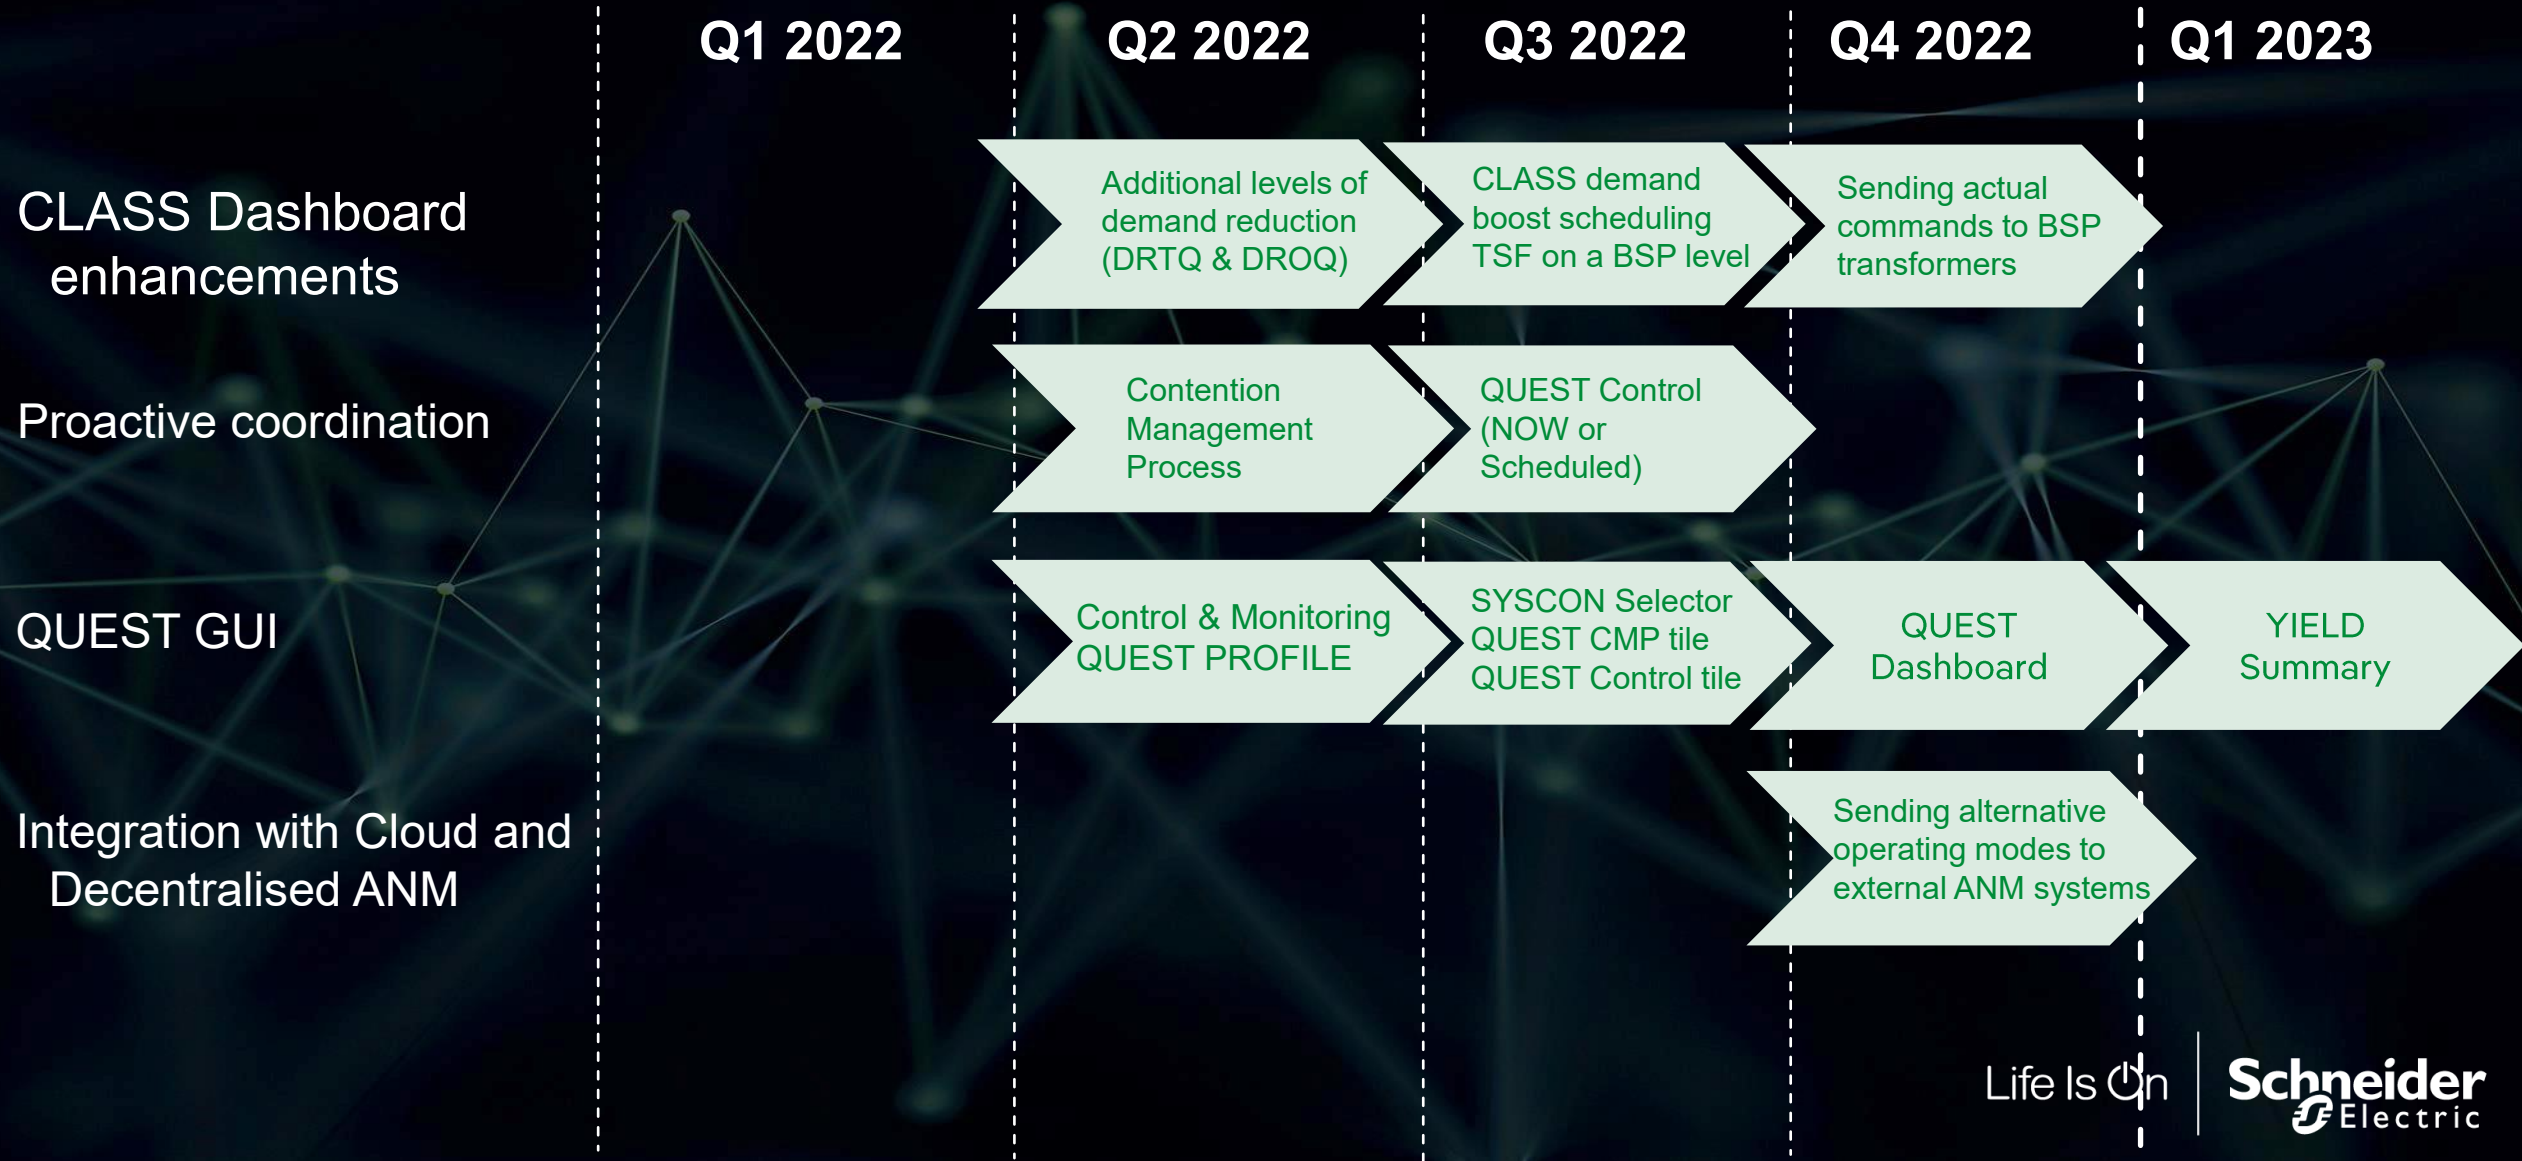 Q1 2022
Q2 2022
Q3 2022
Q4 2022
Q1 2023
CLASS Dashboard
enhancements
Additional levels of
demand reduction
(DRTQ & DROQ)
CLASS demand
boost scheduling
TSF on a BSP level
Sending actual
commands to BSP
transformers
Proactive coordination
Contention
Management
Process
QUEST Control
(NOW or
Scheduled)
QUEST GUI
Control & Monitoring
QUEST PROFILE
SYSCON Selector
QUEST CMP tile
QUEST Control tile
QUEST
Dashboard
YIELD
Summary
Integration with Cloud and
Decentralised ANM
Sending alternative
operating modes to
external ANM systems
Life Is On
Schneider
Electric